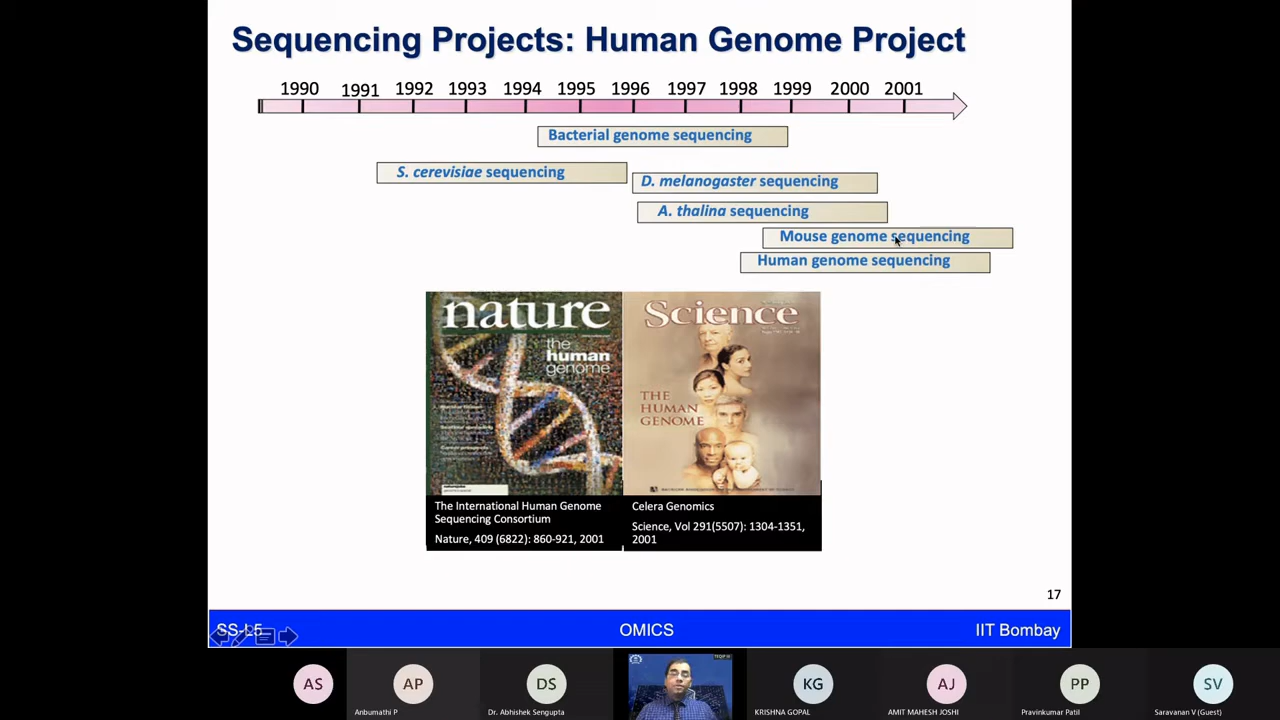 Sequencing Projects: Human Genome Project
1990 1991 1992 1993 1994 1995 1996 1997 1998 1999 2000 2001
Bacterial genome sequencing
S. cerevisiae sequencing
D. melanogaster sequencing
A. thalina sequencing
Mouse genome sequencing
Human genome sequencing
nature
the
human
genome
Science
THE
HUMAN
GENOME
The International Human Genome
Sequencing Consortium
Nature, 409 (6822): 860-921, 2001
Celera Genomics
Science, Vol 291(5507): 1304-1351,
2001
17
SS-L5
OMICS
IIT Bombay
AS
AP
Anbumathi P
DS
Dr. Abhishek Sengupta
KG
KRISHNA GOPAL
AJ
AMIT MAHESH JOSHI
PP
Pravinkumar Patil
SV
Saravanan V (Guest)